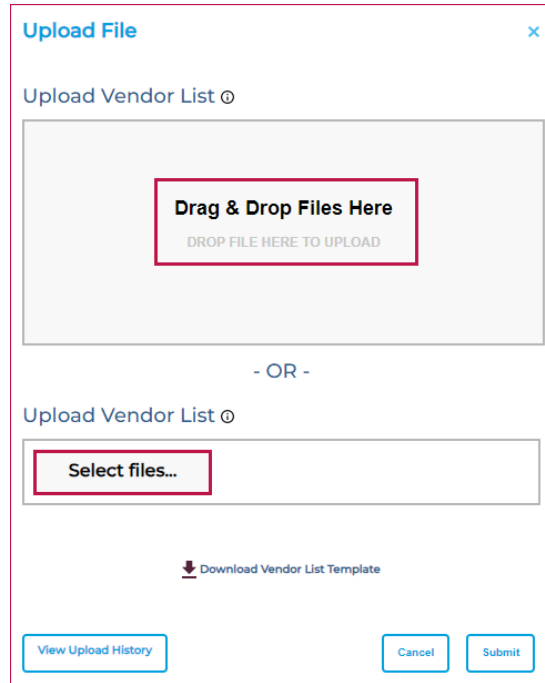 Upload File ×
Upload Vendor List
Drag & Drop Files Here
DROP FILE HERE TO UPLOAD
- OR -
Upload Vendor List
Select files...
Download Vendor List Template
View Upload History Cancel Submit